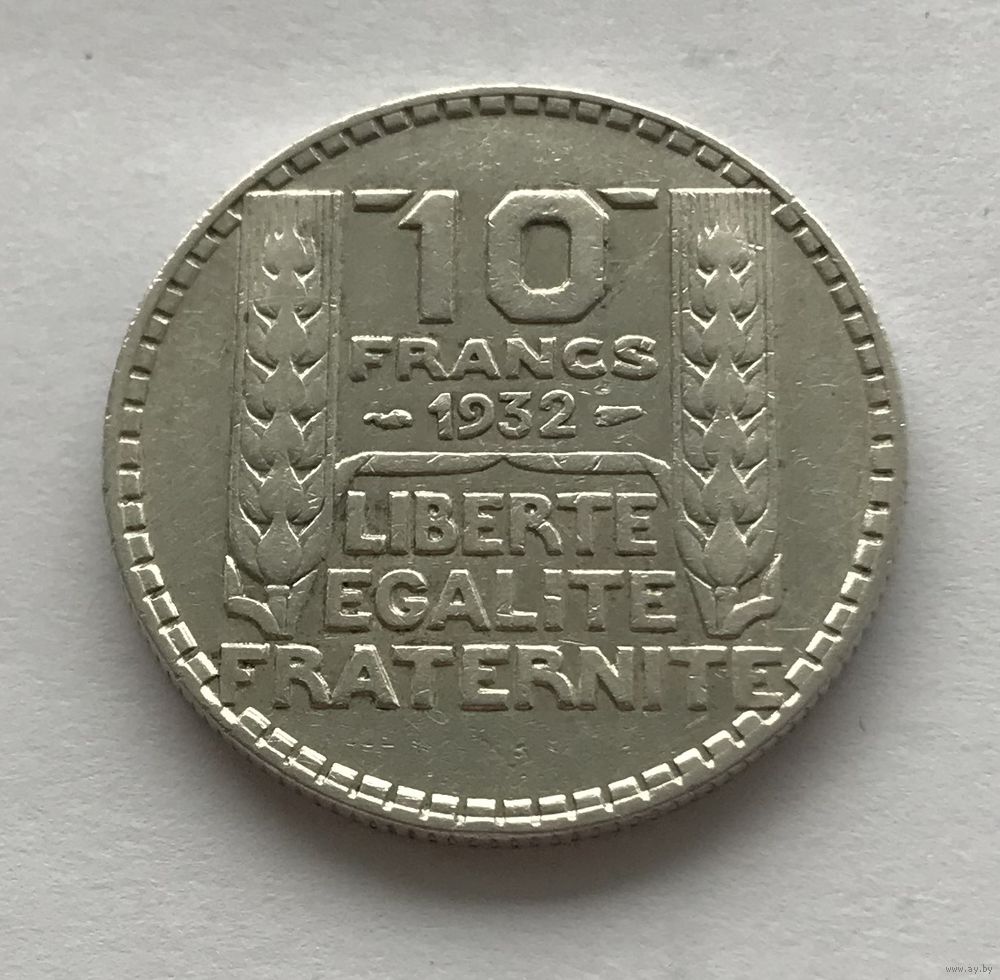 10
FRANCS
1932
LIBERTE
EGALiTE
FRATERNITE
www.ay.by